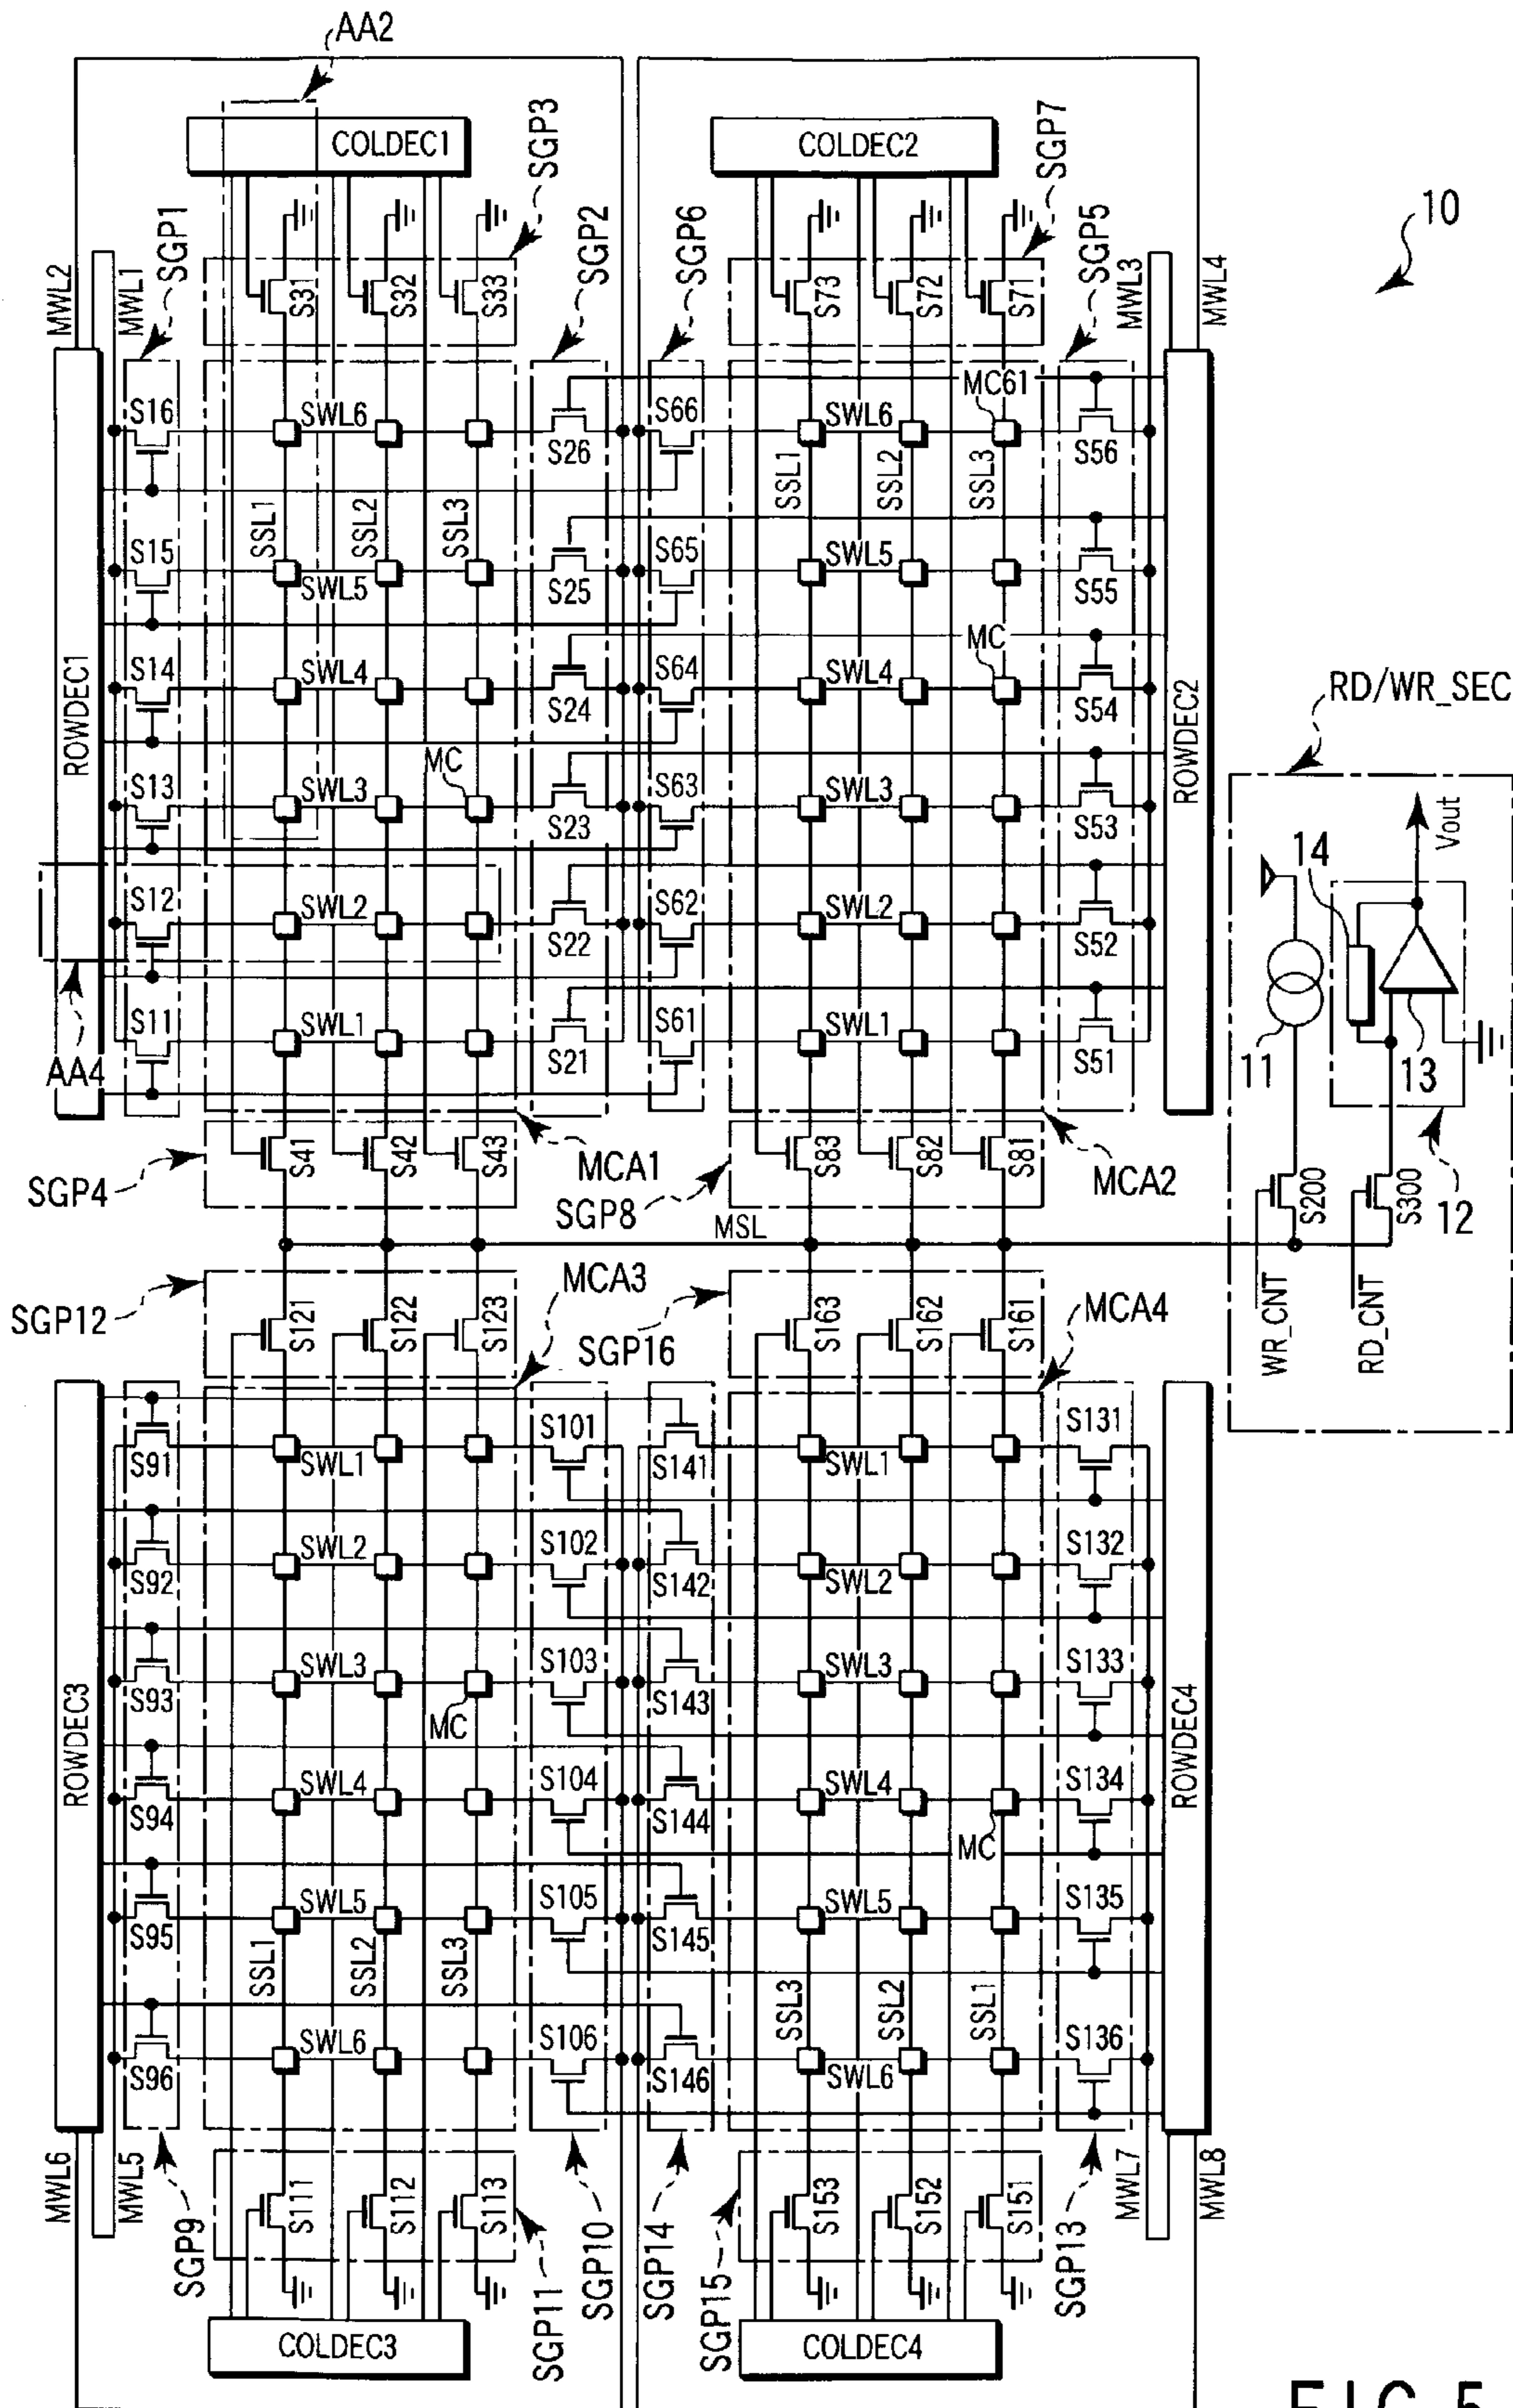 AA2
COLDEC1
COLDEC2
SGP3
SGP7
SGP1
SGP2
SGP6
SGP5
10
MWL2
MWL1
MWL3
MWL4
S31
S32
S33
S73
S72
S71
ROWDEC1
S16
SWL6
S26
S66
SWL6
MC61
S56
SSL1
SSL2
SSL3
SSL1
SSL2
SSL3
S15
SWL5
S25
S65
SWL5
S55
S14
SWL4
S24
S64
SWL4
MC
S54
ROWDEC2
RD/WR_SEC
S13
SWL3
MC
S23
S63
SWL3
S53
Vout
14
S12
SWL2
S22
S62
SWL2
S52
AA4
S11
SWL1
S21
S61
SWL1
S51
11
13
SGP4
S41
S42
S43
MCA1
SGP8
S83
S82
S81
MCA2
S200
S300
12
MSL
SGP12
S121
S122
S123
MCA3
SGP16
S163
S162
S161
MCA4
WR_CNT
RD_CNT
ROWDEC3
S91
SWL1
S101
S141
SWL1
S131
S92
SWL2
S102
S142
SWL2
S132
S93
SWL3
MC
S103
S143
SWL3
S133
ROWDEC4
S94
SWL4
S104
S144
SWL4
MC
S134
S95
SWL5
S105
S145
SWL5
S135
SSL1
SSL2
SSL3
SSL3
SSL2
SSL1
S96
SWL6
S106
S146
SWL6
S136
MWL6
MWL5
MWL7
MWL8
SGP9
S111
S112
S113
SGP11
SGP10
SGP14
SGP15
S153
S152
S151
SGP13
COLDEC3
COLDEC4
FIG. 5